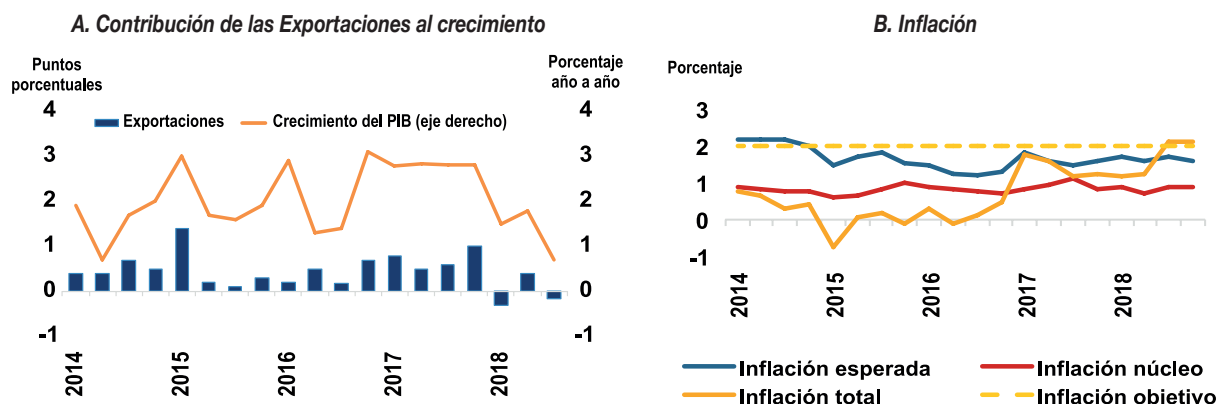 A. Contribución de las Exportaciones al crecimiento
Puntos
porcentuales
Porcentaje
año a año
4
3
2
1
0
-1
4
3
2
1
0
-1
Exportaciones
Crecimiento del PIB (eje derecho)
2014
2015
2016
2017
2018
B. Inflación
Porcentaje
3
2
1
0
-1
2014
2015
2016
2017
2018
Inflación esperada
Inflación núcleo
Inflación total
Inflación objetivo